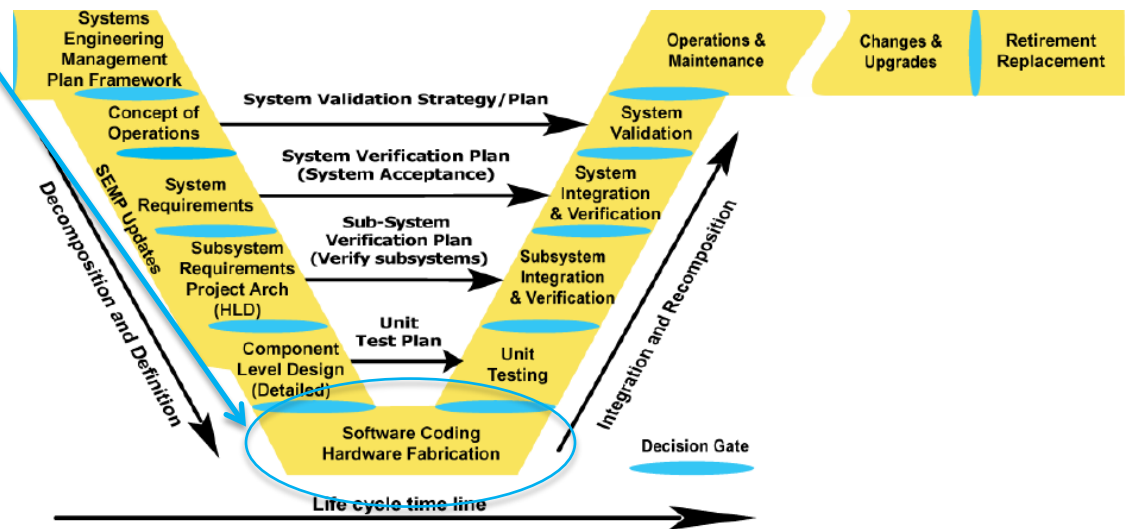 Systems
Engineering
Management
Plan Framework
Concept of
Operations
System
Requirements
Subsystem
Requirements
Project Arch
(HLD)
Component
Level Design
(Detailed)
SEMP Updates
Decomposition and Definition
System Validation Strategy/Plan
System Verification Plan
(System Acceptance)
Sub-System
Verification Plan
(Verify subsystems)
Unit
Test Plan
Software Coding
Hardware Fabrication
Unit
Testing
Subsystem
Integration
& Verification
System
Integration
& Verification
System
Validation
Operations &
Maintenance
Changes &
Upgrades
Retirement
Replacement
Integration and Recomposition
Decision Gate
Life cycle time line